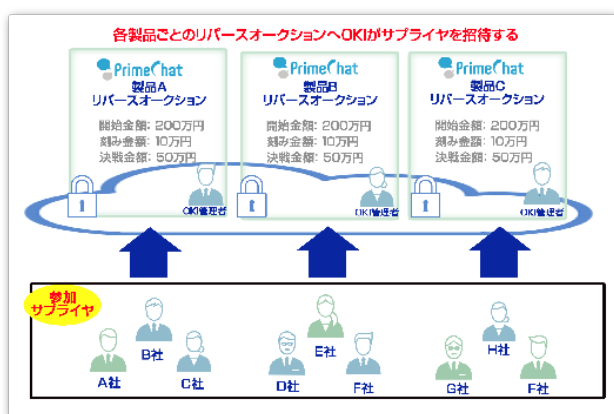 各製品ごとのリバースオークションへOKIがサプライヤを招待する
PrimeChat
製品A
リバースオークション
開始金額: 200万円
刻み金額: 10万円
決戦金額: 50万円
OKI管理者
PrimeChat
製品B
リバースオークション
開始金額: 200万円
刻み金額: 10万円
決戦金額: 50万円
OKI管理者
PrimeChat
製品C
リバースオークション
開始金額: 200万円
刻み金額: 10万円
決戦金額: 50万円
OKI管理者
参加
サプライヤ
A社
B社
C社
D社
E社
F社
G社
H社
F社